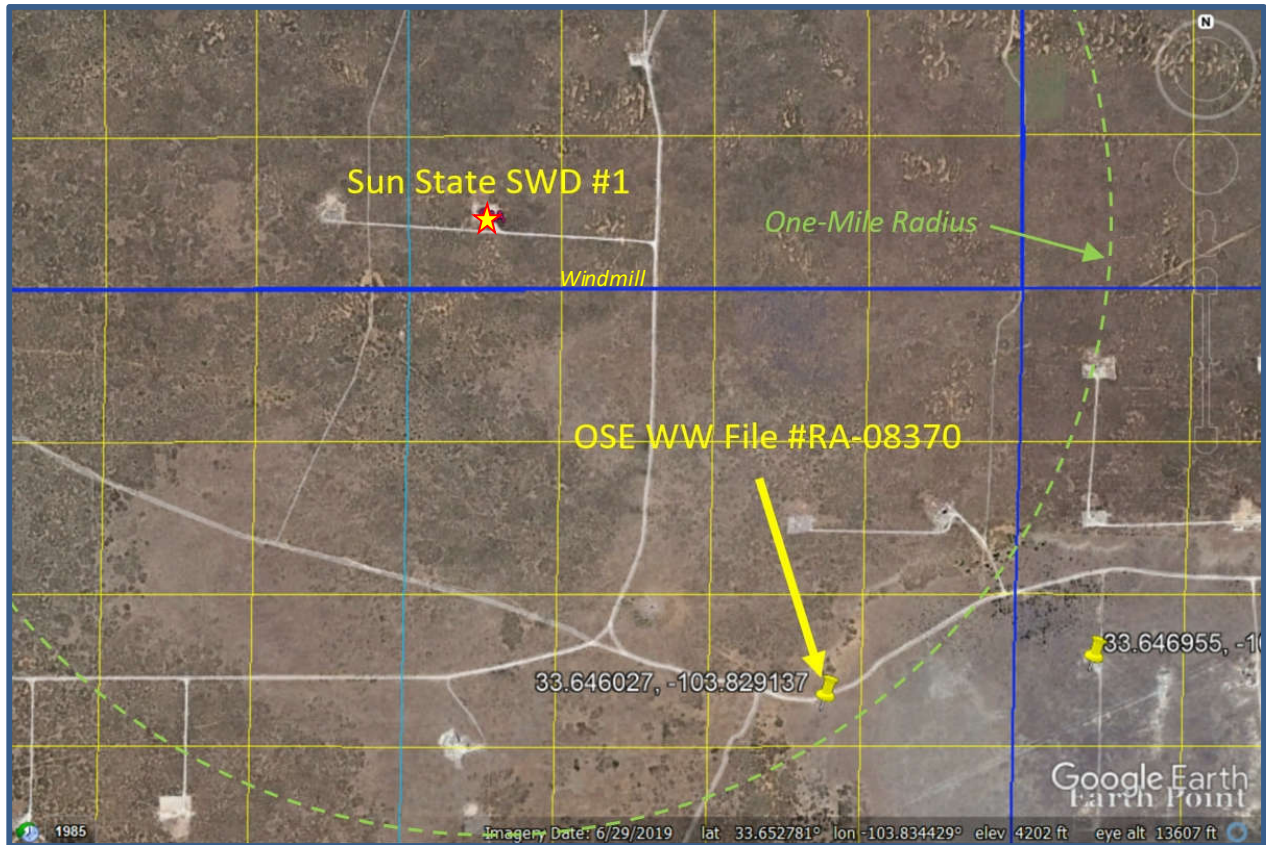 N
Sun State SWD #1
One-Mile Radius
Windmill
OSE WW File #RA-08370
33.646955, -10
33.646027, -103.829137
Google Earth
Earth Point
1985
Imagery Date: 6/29/2019 lat 33.652781° lon -103.834429° elev 4202 ft eye alt 13607 ft